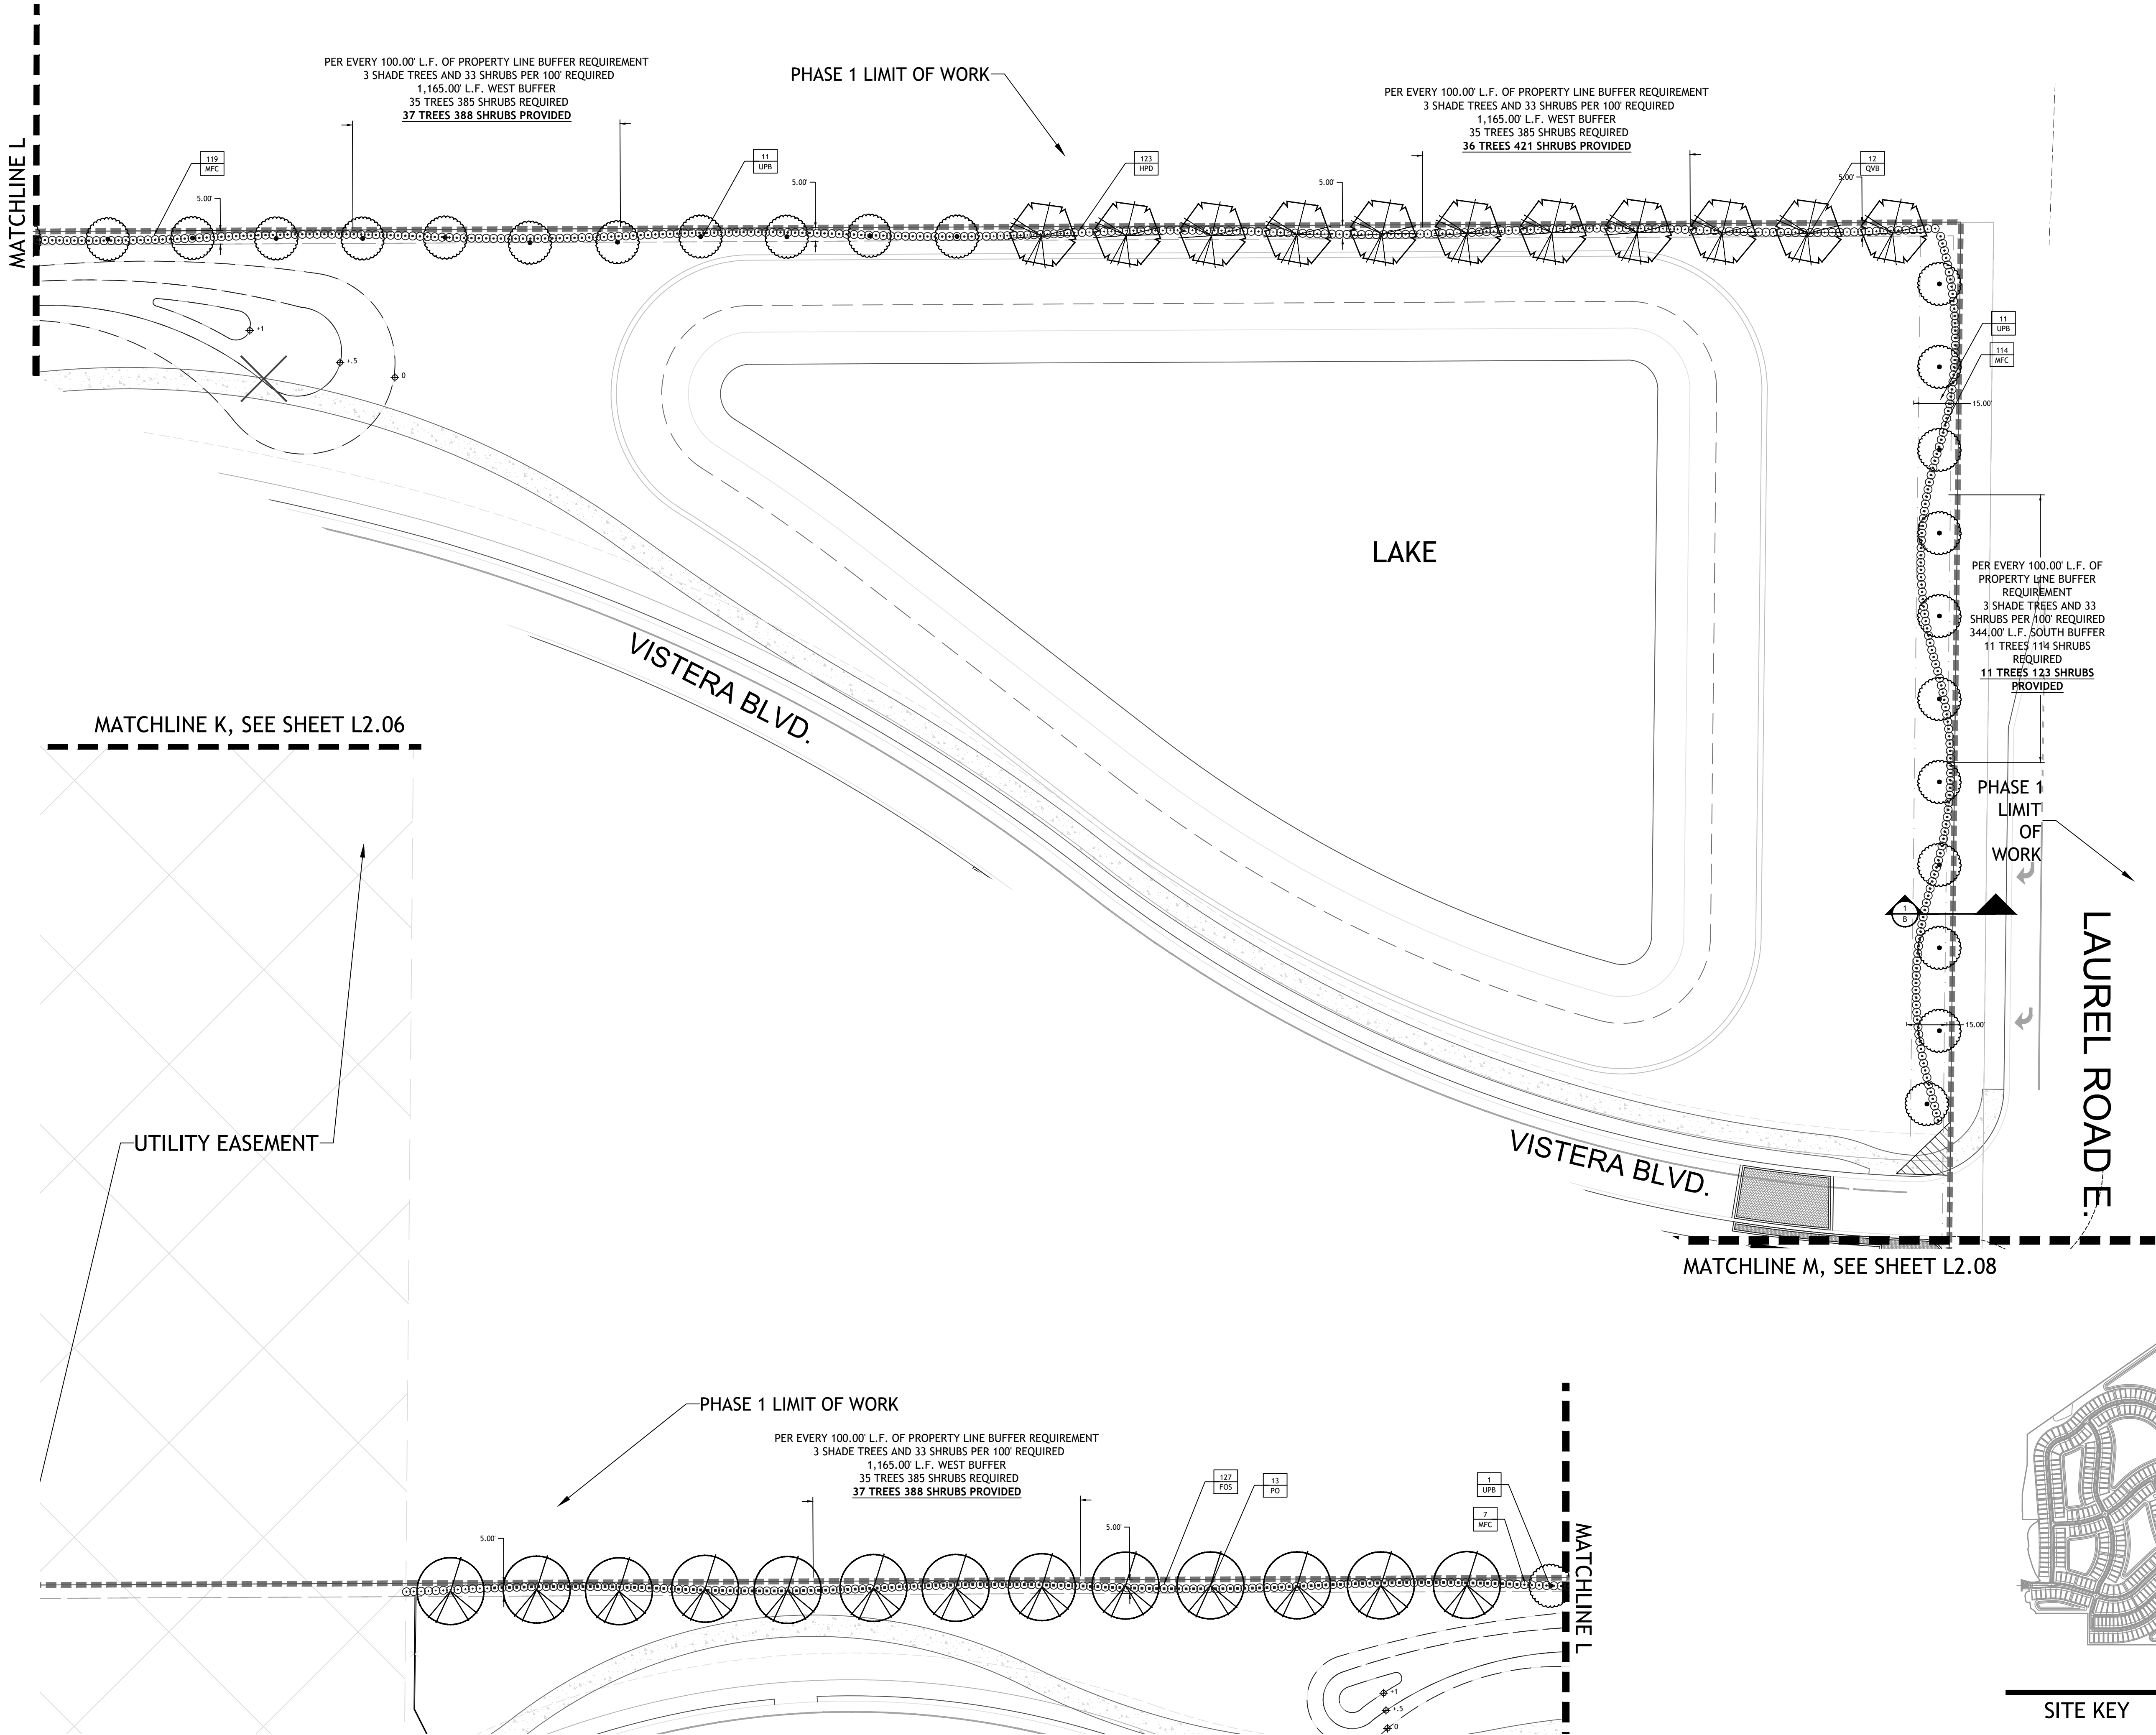 PER EVERY 100.00' L.F. OF PROPERTY LINE BUFFER REQUIREMENT
3 SHADE TREES AND 33 SHRUBS PER 100' REQUIRED
1,165.00' L.F. WEST BUFFER
35 TREES 385 SHRUBS REQUIRED
37 TREES 388 SHRUBS PROVIDED
PHASE 1 LIMIT OF WORK
PER EVERY 100.00' L.F. OF PROPERTY LINE BUFFER REQUIREMENT
3 SHADE TREES AND 33 SHRUBS PER 100' REQUIRED
1,165.00' L.F. WEST BUFFER
35 TREES 385 SHRUBS REQUIRED
36 TREES 421 SHRUBS PROVIDED
MATCHLINE L
119
MFC
5.00'
11
UPB
5.00'
123
HPD
5.00'
12
QVB
5.00'
+1
+.5
0
11
UPB
114
MFC
15.00'
LAKE
PER EVERY 100.00' L.F. OF
PROPERTY LINE BUFFER
REQUIREMENT
3 SHADE TREES AND 33
SHRUBS PER 100' REQUIRED
344.00' L.F. SOUTH BUFFER
11 TREES 114 SHRUBS
REQUIRED
11 TREES 123 SHRUBS
PROVIDED
VISTERA BLVD.
MATCHLINE K, SEE SHEET L2.06
PHASE 1
LIMIT
OF
WORK
1
B
15.00'
LAUREL ROAD E.
UTILITY EASEMENT
VISTERA BLVD.
MATCHLINE M, SEE SHEET L2.08
PHASE 1 LIMIT OF WORK
PER EVERY 100.00' L.F. OF PROPERTY LINE BUFFER REQUIREMENT
3 SHADE TREES AND 33 SHRUBS PER 100' REQUIRED
1,165.00' L.F. WEST BUFFER
35 TREES 385 SHRUBS REQUIRED
37 TREES 388 SHRUBS PROVIDED
127
FOS
13
PO
1
UPB
7
MFC
5.00'
5.00'
MATCHLINE L
+1
+.5
0
SITE KEY